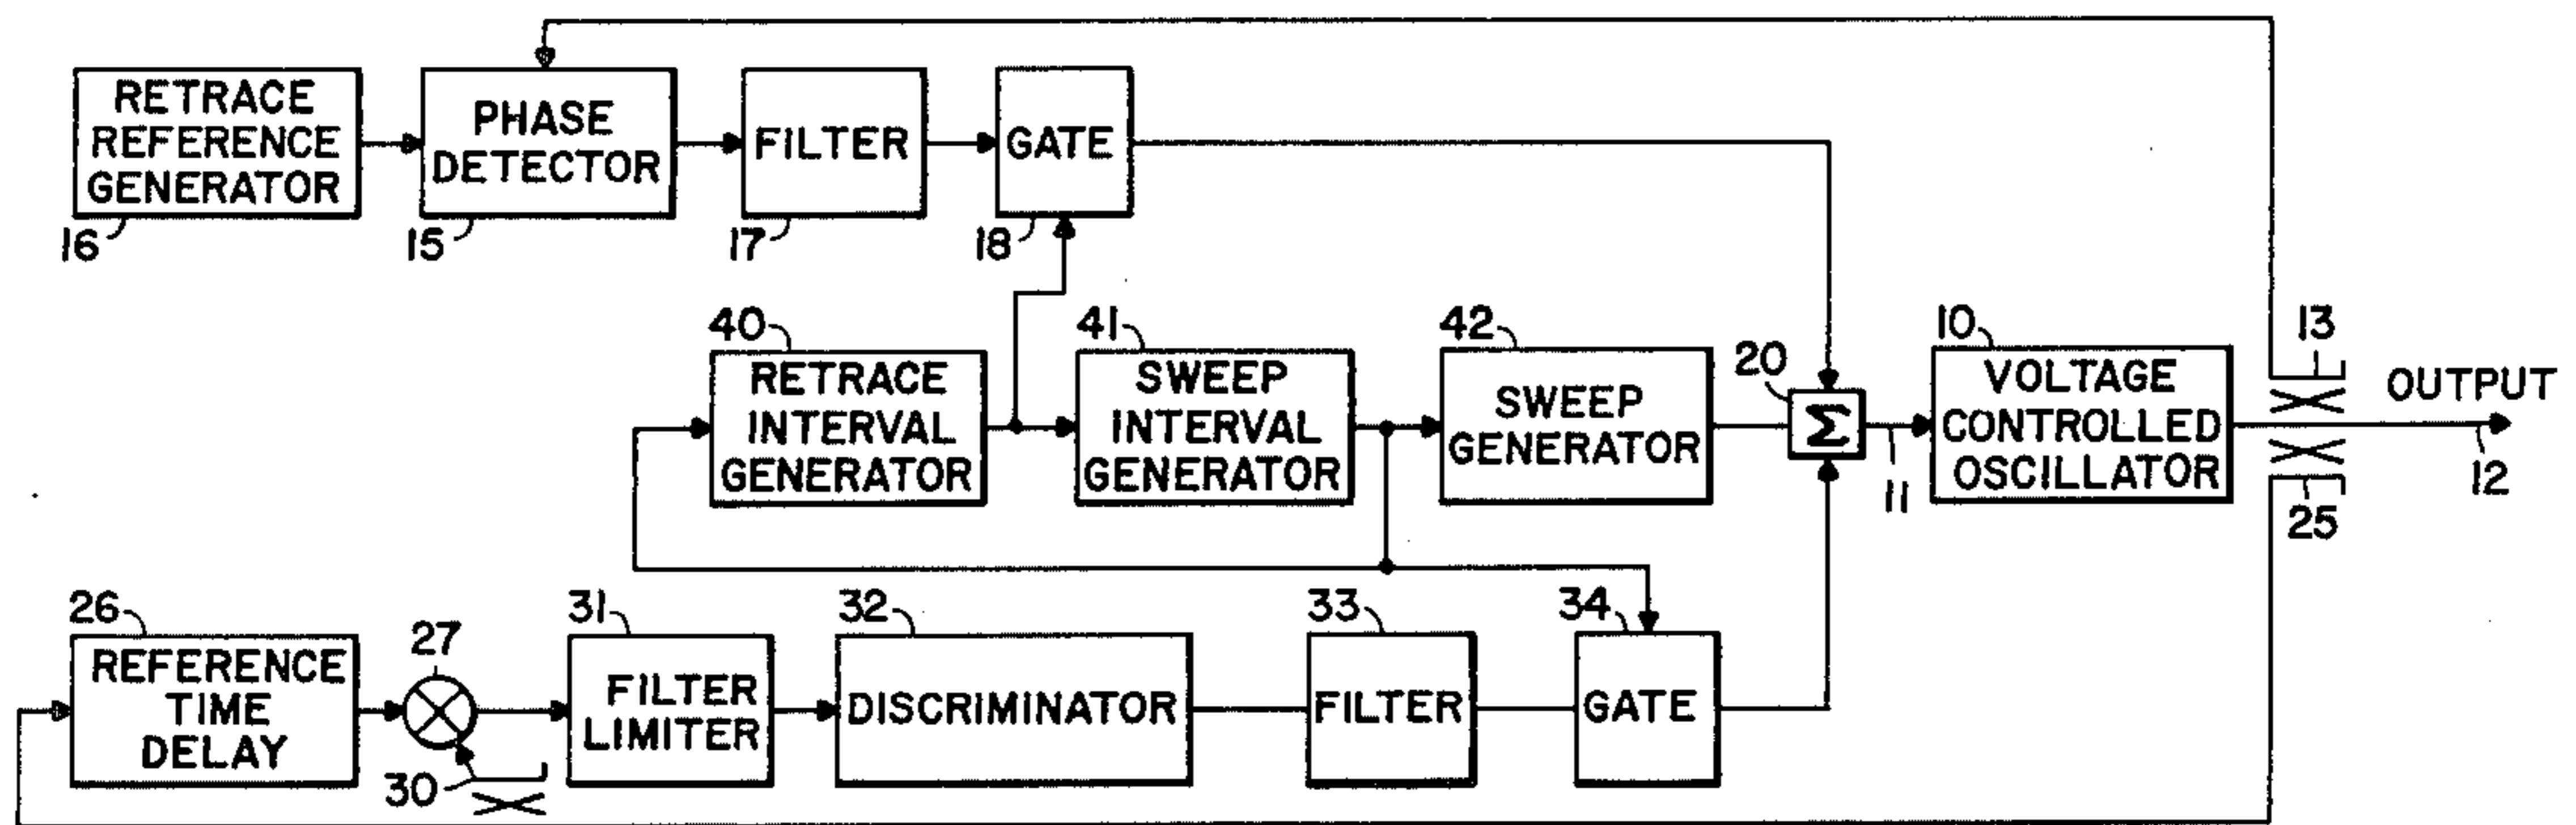 RETRACE
REFERENCE
GENERATOR
16
PHASE
DETECTOR
15
FILTER
17
GATE
18
40
RETRACE
INTERVAL
GENERATOR
41
SWEEP
INTERVAL
GENERATOR
42
SWEEP
GENERATOR
20
Σ
11
10
VOLTAGE
CONTROLLED
OSCILLATOR
13
OUTPUT
12
25
26
REFERENCE
TIME
DELAY
27
30
31
FILTER
LIMITER
32
DISCRIMINATOR
33
FILTER
34
GATE